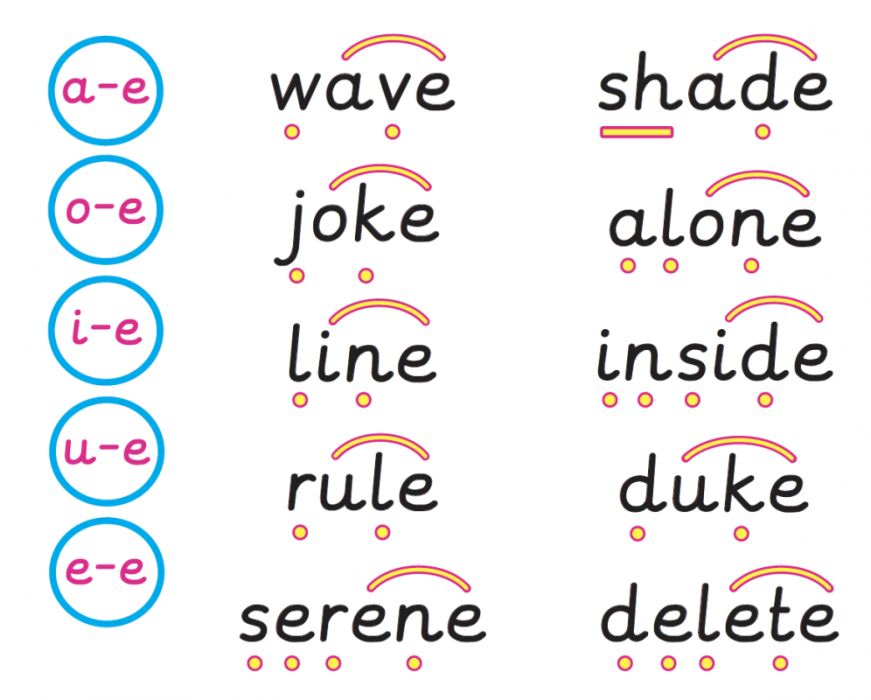 a-e wave shade
o-e joke alone
i-e line inside
u-e rule duke
e-e serene delete